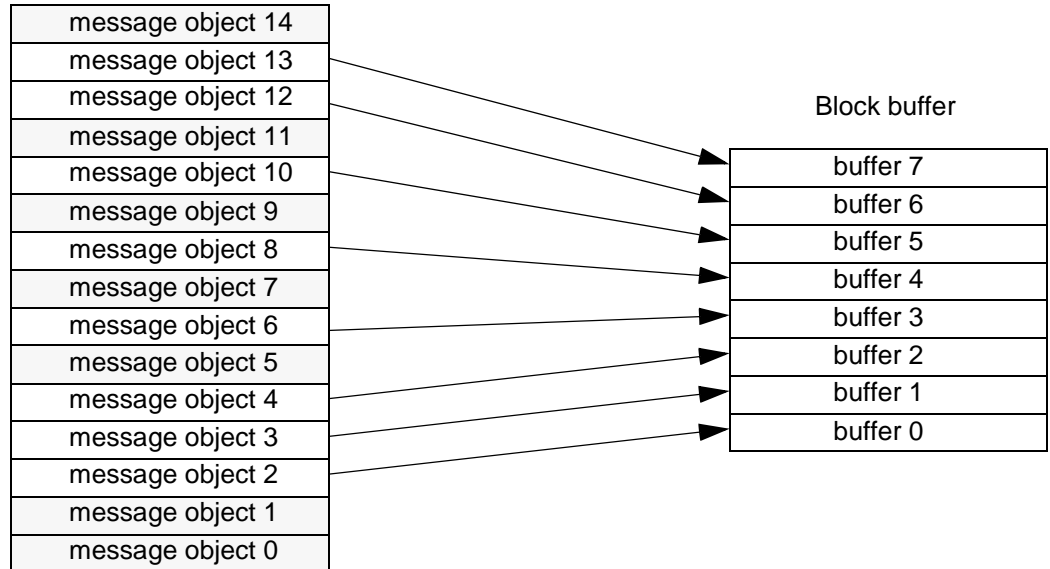 message object 14
message object 13
message object 12
message object 11
message object 10
message object 9
message object 8
message object 7
message object 6
message object 5
message object 4
message object 3
message object 2
message object 1
message object 0
Block buffer
buffer 7
buffer 6
buffer 5
buffer 4
buffer 3
buffer 2
buffer 1
buffer 0